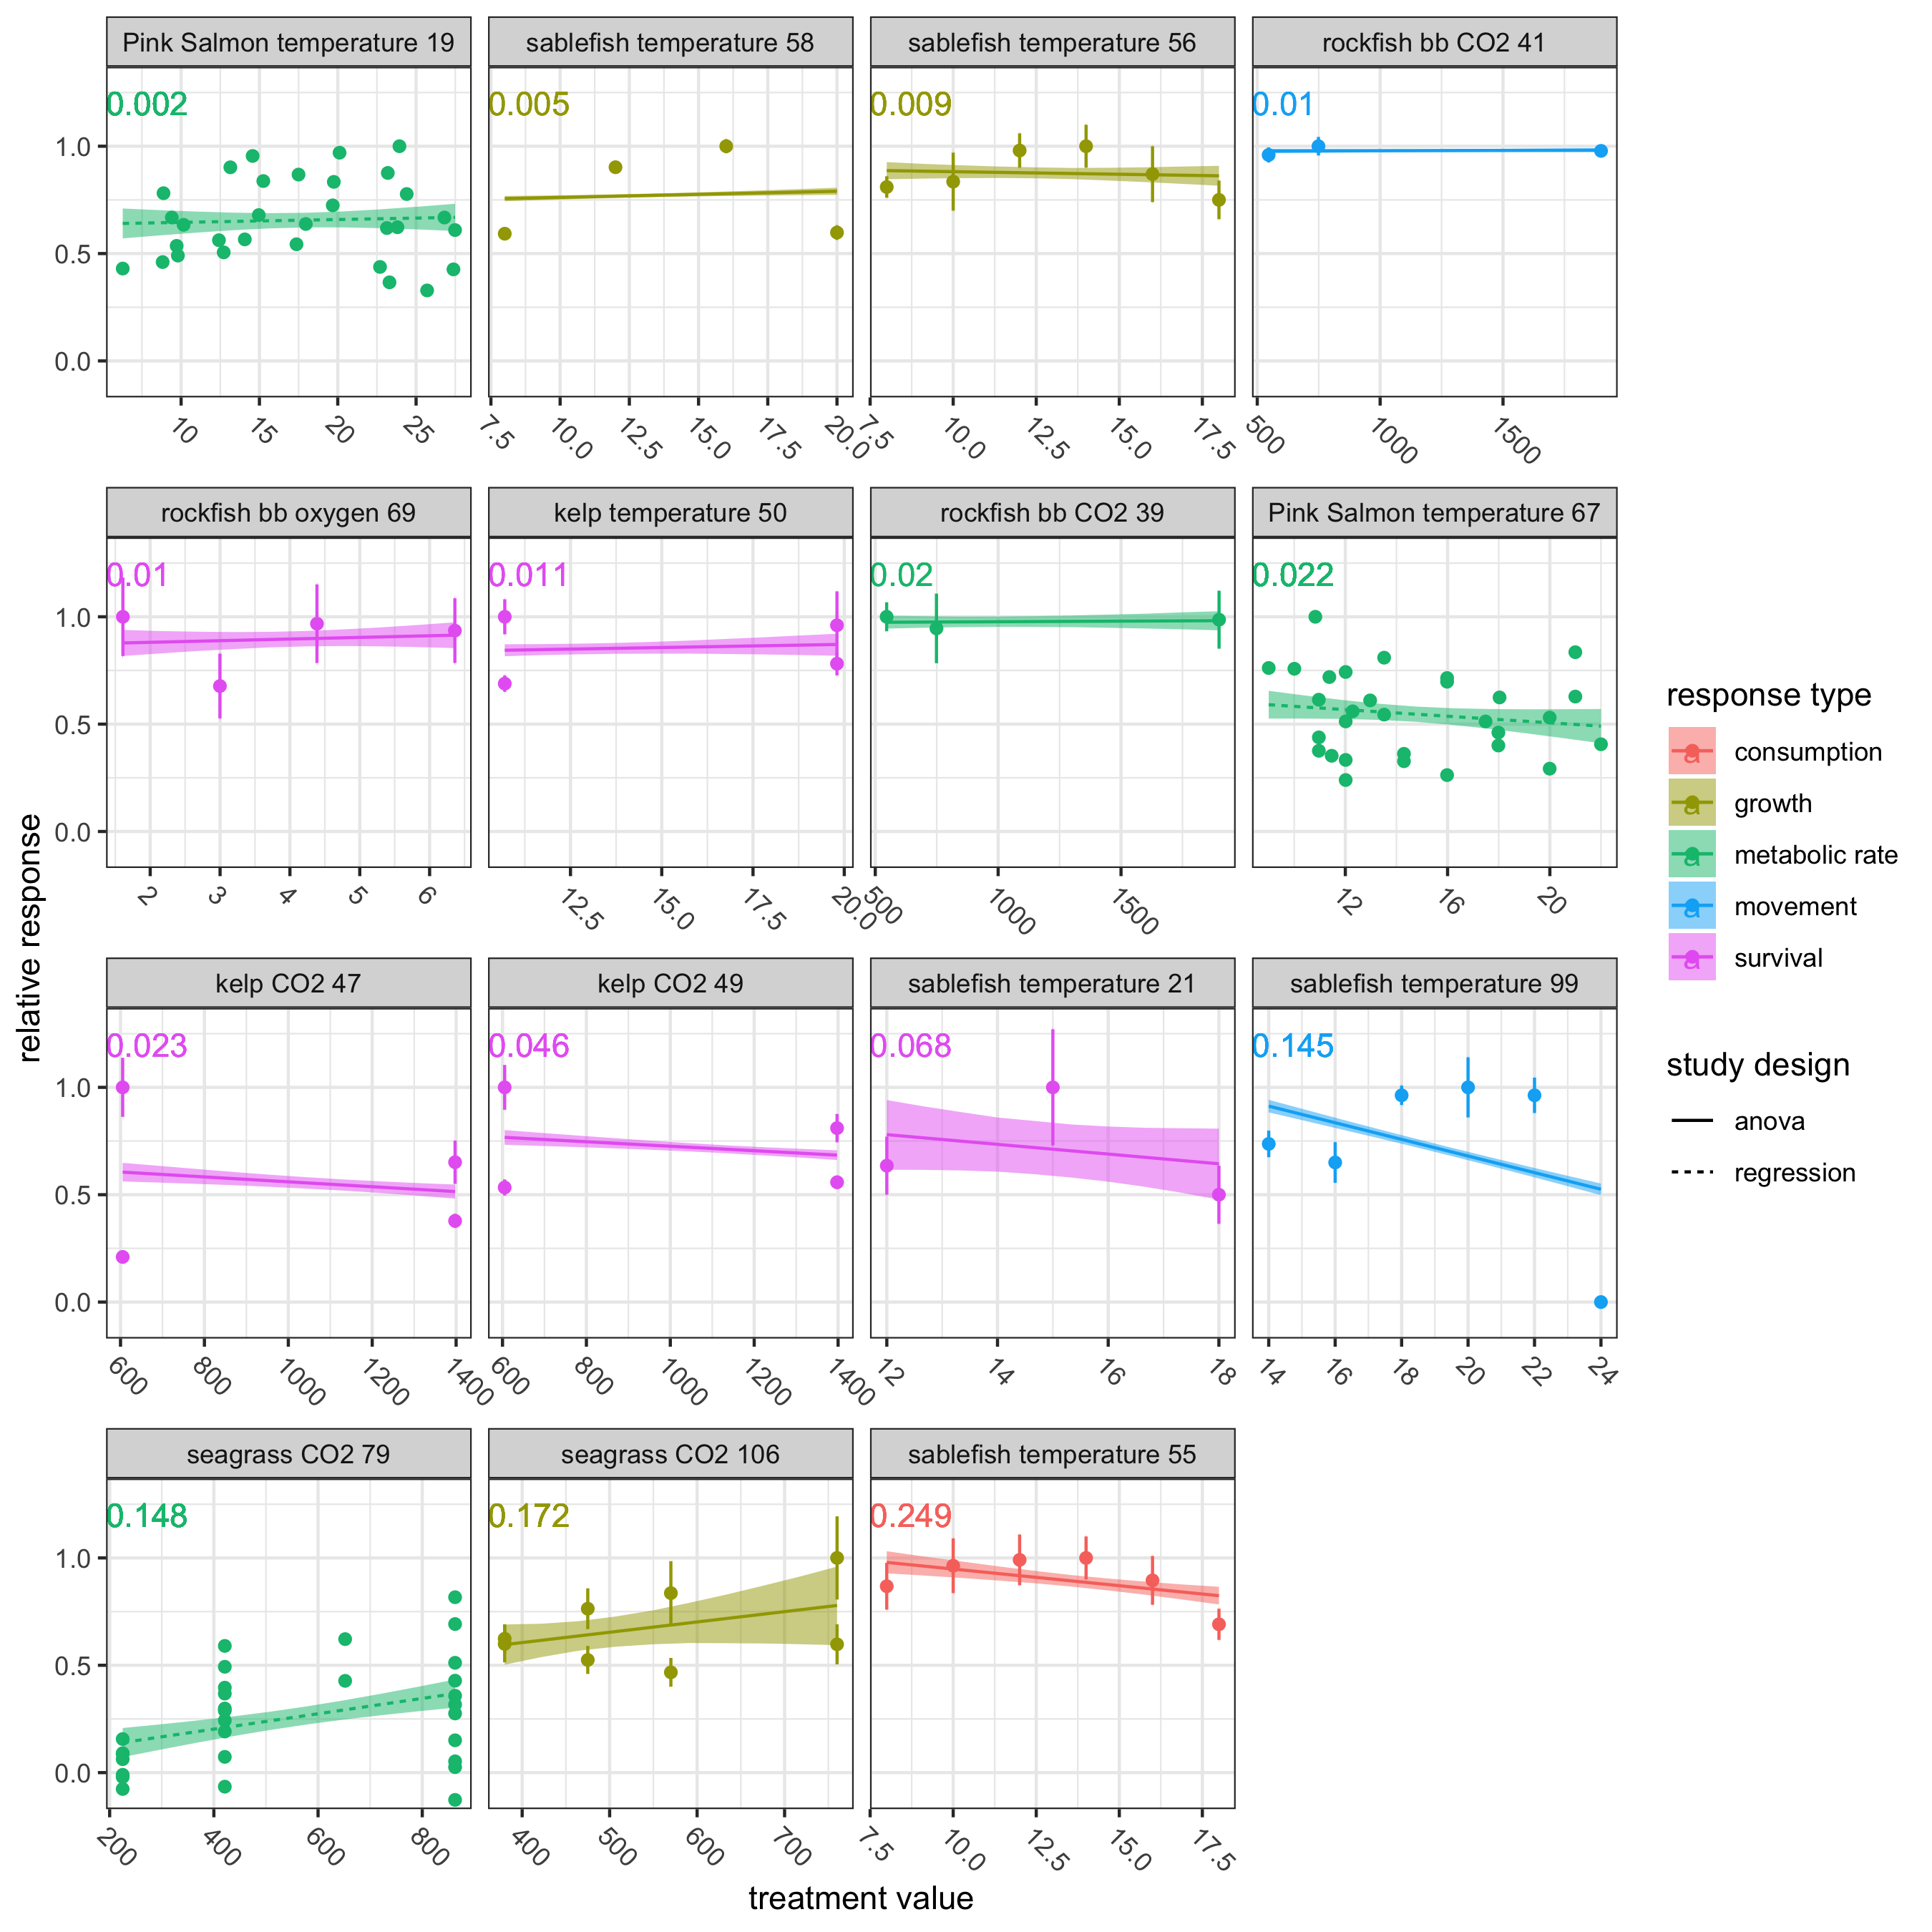 Pink Salmon temperature 19
sablefish temperature 58
sablefish temperature 56
rockfish bb CO2 41
0.002
0.005
0.009
0.01
1.0
0.5
0.0
10 15 20 25
7.5 10.0 12.5 15.0 17.5 20.0
7.5 10.0 12.5 15.0 17.5
500 1000 1500
rockfish bb oxygen 69
kelp temperature 50
rockfish bb CO2 39
Pink Salmon temperature 67
0.01
0.011
0.02
0.022
1.0
0.5
0.0
2 3 4 5 6
12.5 15.0 17.5 20.0
500 1000 1500
12 16 20
kelp CO2 47
kelp CO2 49
sablefish temperature 21
sablefish temperature 99
0.023
0.046
0.068
0.145
1.0
0.5
0.0
600 800 1000 1200 1400
600 800 1000 1200 1400
12 14 16 18
14 16 18 20 22 24
seagrass CO2 79
seagrass CO2 106
sablefish temperature 55
0.148
0.172
0.249
1.0
0.5
0.0
200 400 600 800
400 500 600 700
7.5 10.0 12.5 15.0 17.5
treatment value
relative response
response type
a consumption
a growth
a metabolic rate
a movement
a survival
study design
anova
regression